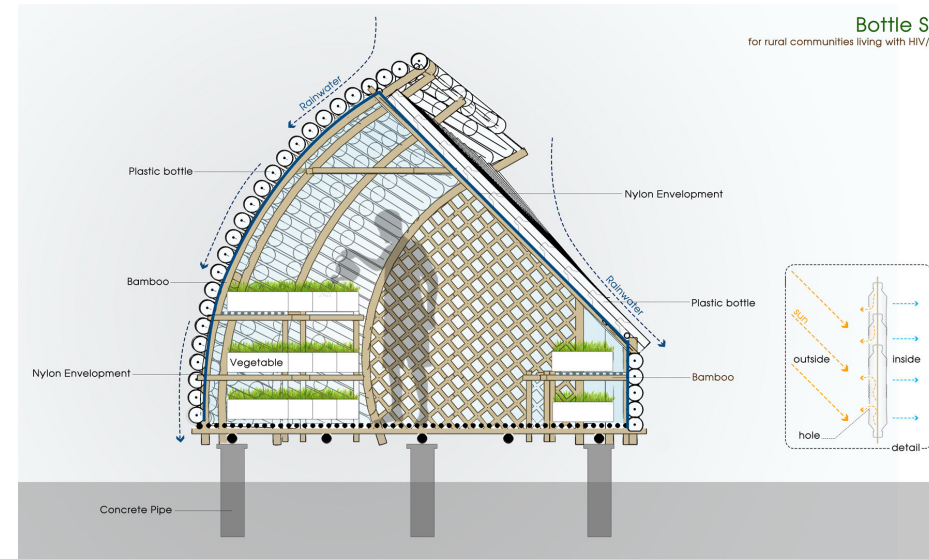 Bottle S
for rural communities living with HIV/
Rainwater
Plastic bottle
Nylon Envelopment
Bamboo
Rainwater
Plastic bottle
sun
outside
inside
Vegetable
Nylon Envelopment
Bamboo
hole
detail
Concrete Pipe